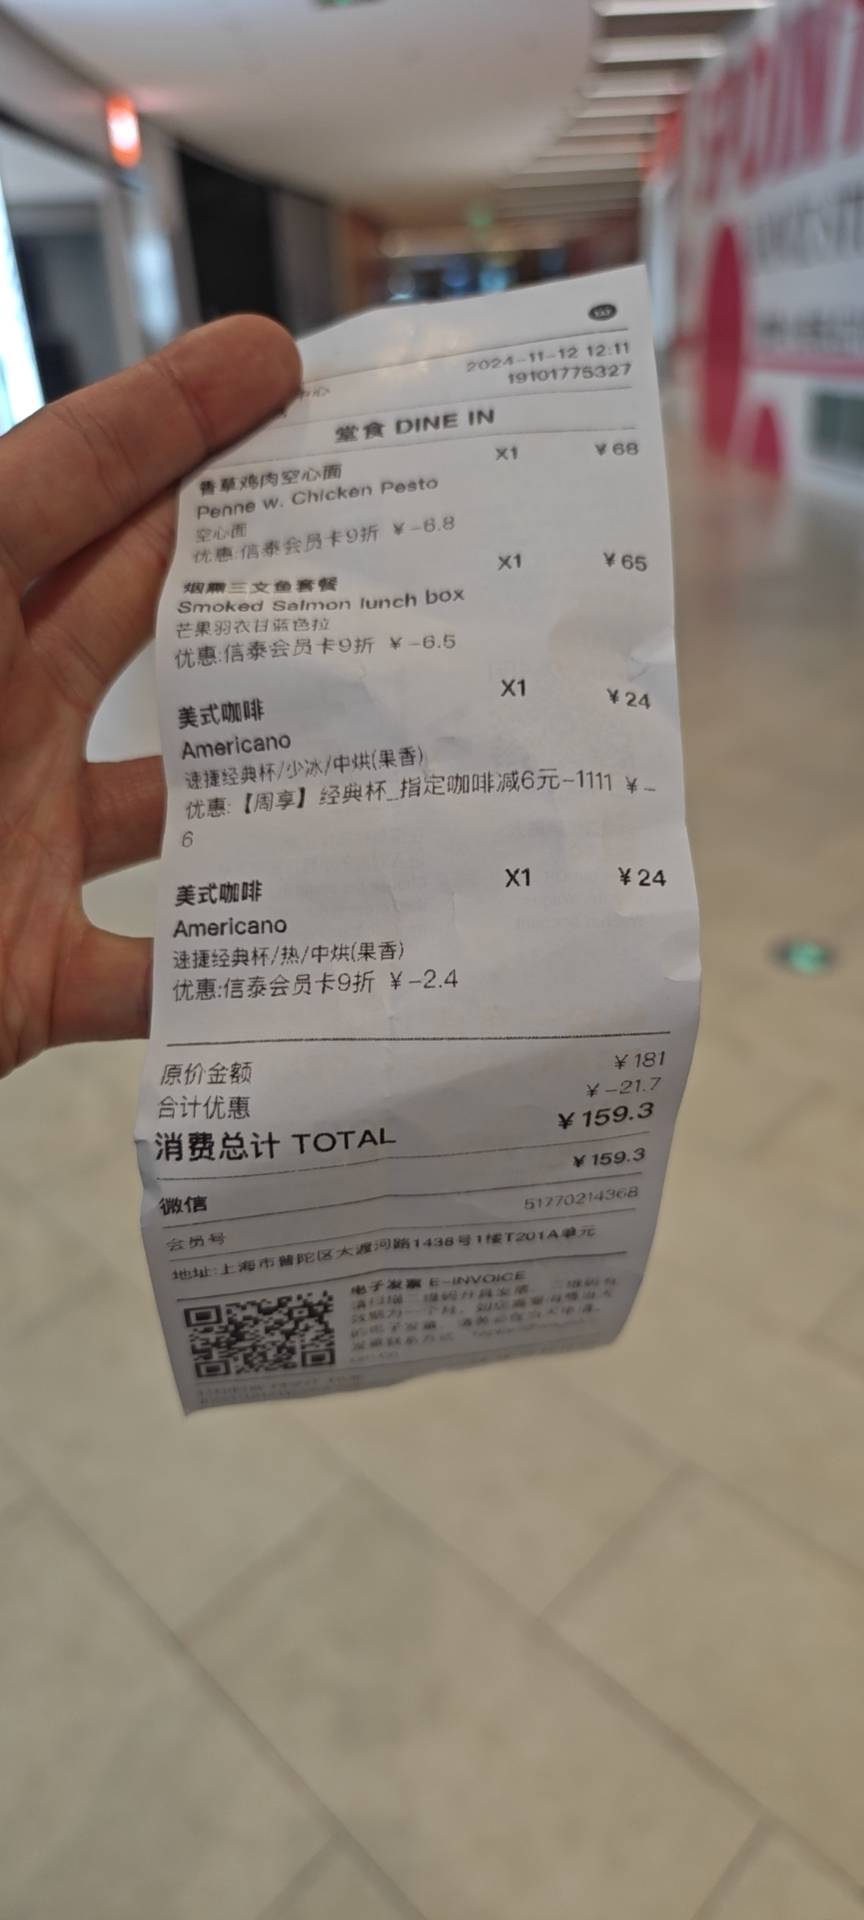 中心
2024-11-12 12:11
19101775327
堂食 DINE IN
香草鸡肉空心面 X1 ¥68
Penne w. Chicken Pesto
空心面
优惠:信泰会员卡9折 ¥-6.8
烟熏三文鱼套餐 X1 ¥65
Smoked Salmon lunch box
芒果羽衣甘蓝色拉
优惠:信泰会员卡9折 ¥-6.5
美式咖啡 X1 ¥24
Americano
速捷经典杯/少冰/中烘(果香)
优惠:【周享】经典杯_指定咖啡减6元-1111 ¥-
6
美式咖啡 X1 ¥24
Americano
速捷经典杯/热/中烘(果香)
优惠:信泰会员卡9折 ¥-2.4
原价金额 ¥181
合计优惠 ¥-21.7
消费总计 TOTAL ¥159.3
微信 ¥159.3
会员号 51770214368
地址:上海市普陀区大渡河路1438号1楼T201A单元
电子发票 E-INVOICE